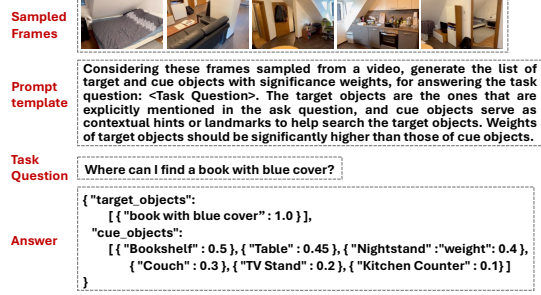 Sampled
Frames
Prompt
template
Considering these frames sampled from a video, generate the list of
target and cue objects with significance weights, for answering the task
question: <Task Question>. The target objects are the ones that are
explicitly mentioned in the ask question, and cue objects serve as
contextual hints or landmarks to help search the target objects. Weights
of target objects should be significantly higher than those of cue objects.
Task
Question
Where can I find a book with blue cover?
Answer
{ "target_objects":
[ { "book with blue cover” : 1.0 } ],
"cue_objects":
[ { "Bookshelf" : 0.5 }, { "Table" : 0.45 }, { "Nightstand" :"weight": 0.4 },
{ "Couch" : 0.3 }, { "TV Stand" : 0.2 }, { "Kitchen Counter" : 0.1} ]
}